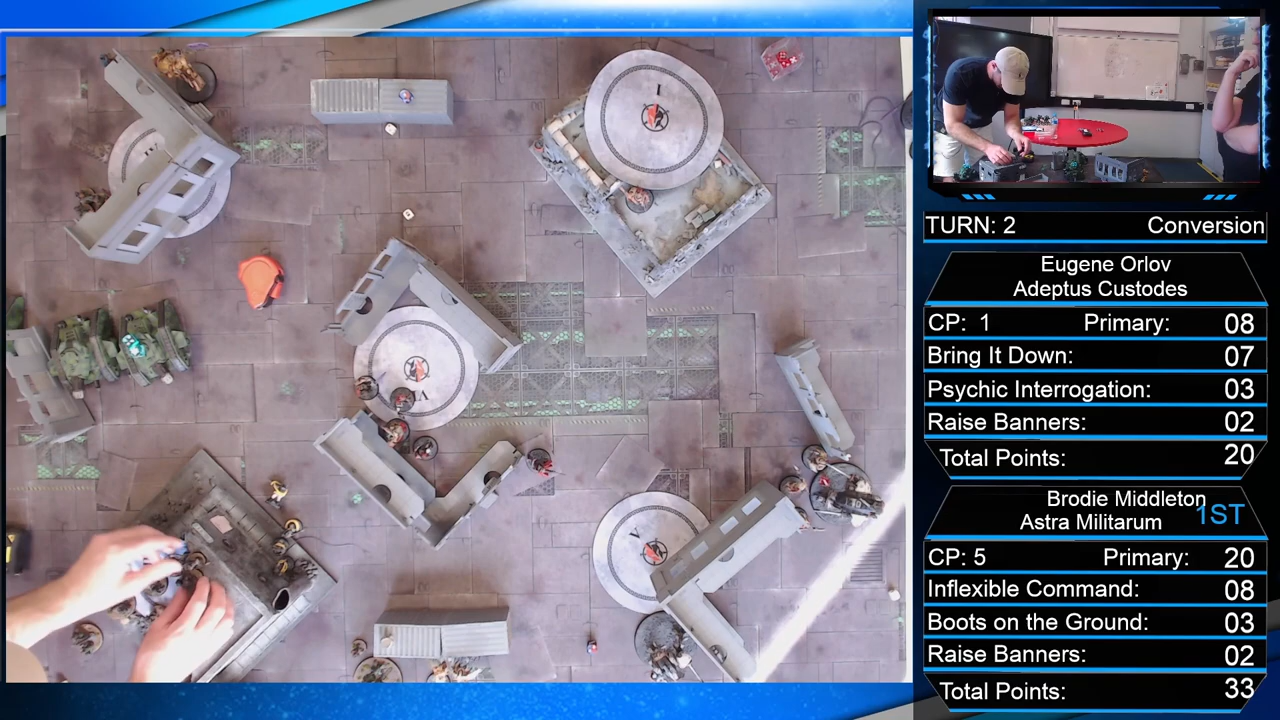 I
VI
V
TURN: 2 Conversion
Eugene Orlov
Adeptus Custodes
CP: 1 Primary: 08
Bring It Down: 07
Psychic Interrogation: 03
Raise Banners: 02
Total Points: 20
Brodie Middleton
Astra Militarum 1ST
CP: 5 Primary: 20
Inflexible Command: 08
Boots on the Ground: 03
Raise Banners: 02
Total Points: 33